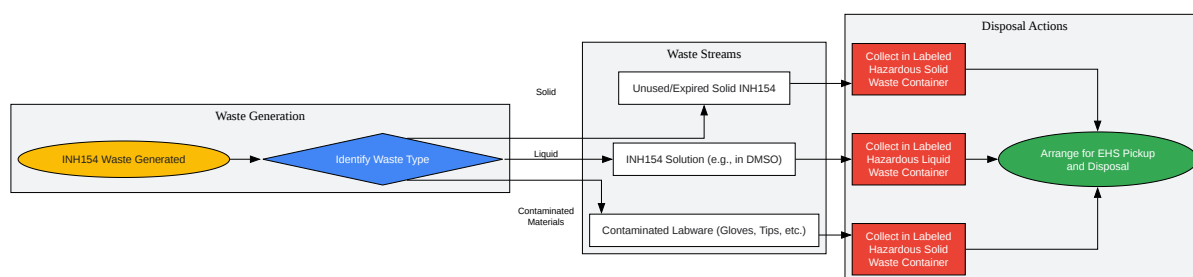 Waste Generation
INH154 Waste Generated
Identify Waste Type
Solid
Liquid
Contaminated
Materials
Waste Streams
Unused/Expired Solid INH154
INH154 Solution (e.g., in DMSO)
Contaminated Labware (Gloves, Tips, etc.)
Disposal Actions
Collect in Labeled
Hazardous Solid
Waste Container
Collect in Labeled
Hazardous Liquid
Waste Container
Collect in Labeled
Hazardous Solid
Waste Container
Arrange for EHS Pickup
and Disposal